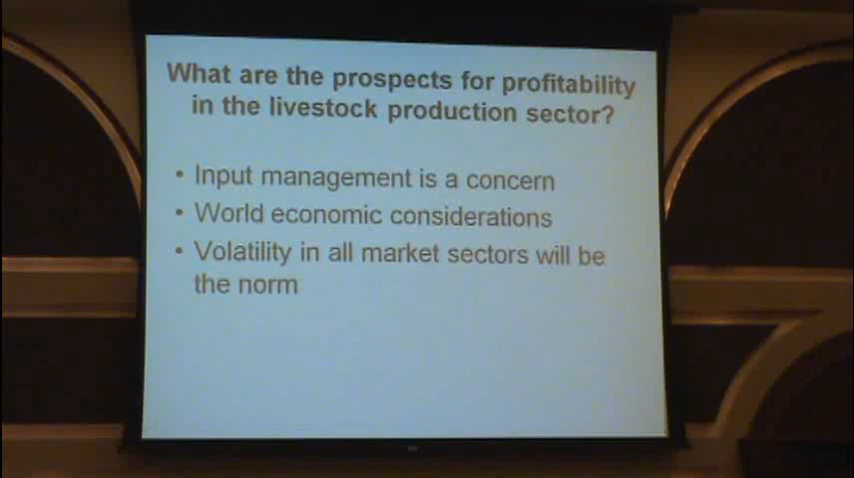 What are the prospects for profitability
in the livestock production sector?
• Input management is a concern
• World economic considerations
• Volatility in all market sectors will be
the norm